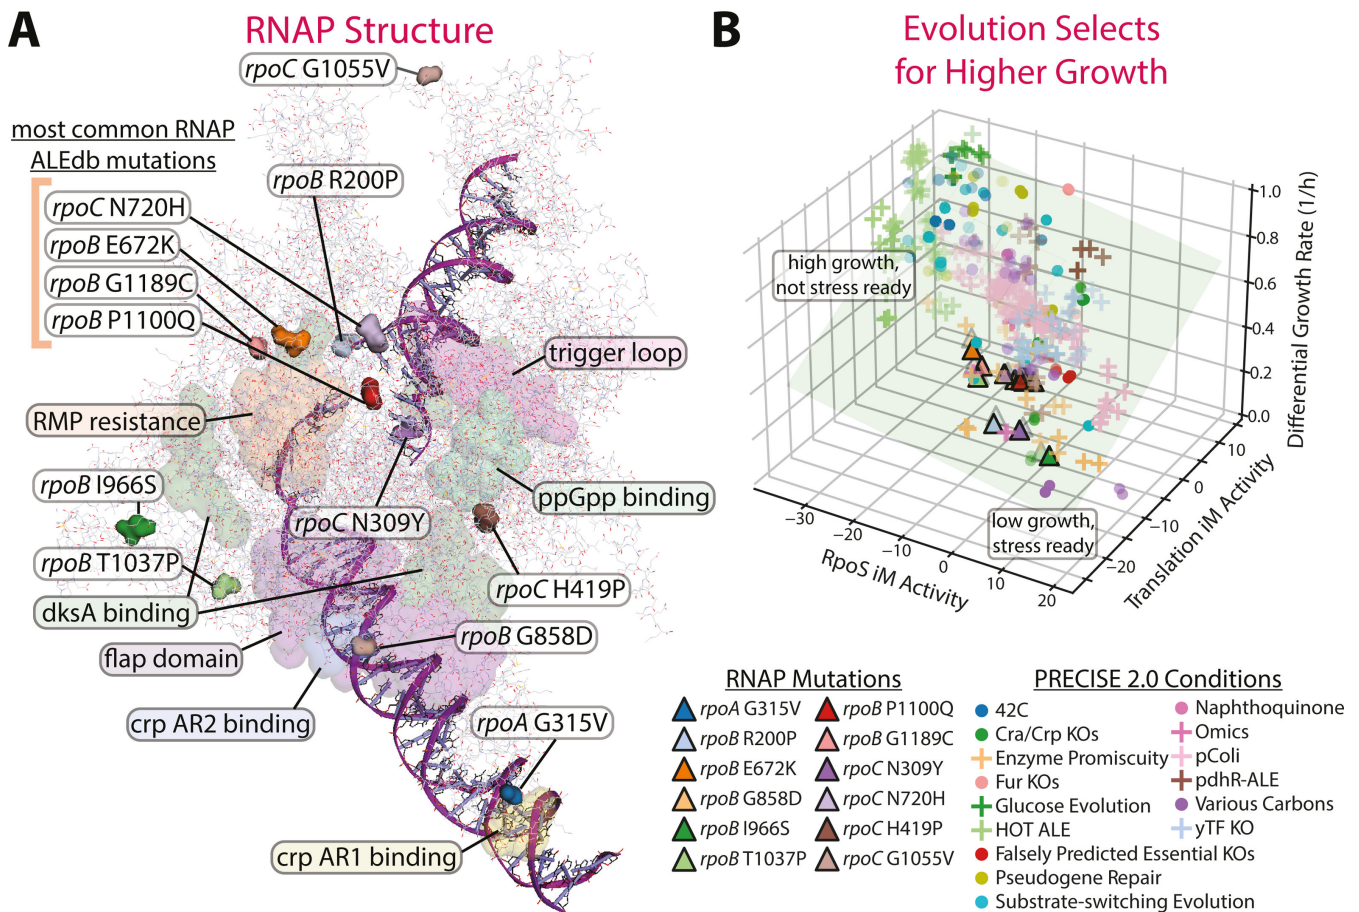 A
RNAP Structure
rpoC G1055V
most common RNAP
ALEdb mutations
rpoB R200P
rpoC N720H
rpoB E672K
rpoB G1189C
rpoB P1100Q
trigger loop
RMP resistance
rpoB I966S
rpoC N309Y
ppGpp binding
rpoB T1037P
rpoC H419P
dksA binding
rpoB G858D
flap domain
crp AR2 binding
rpoA G315V
crp AR1 binding
B
Evolution Selects
for Higher Growth
high growth,
not stress ready
low growth,
stress ready
1.0
0.8
0.6
0.4
0.2
0.0
Differential Growth Rate (1/h)
10
0
−10
−20
Translation iM Activity
−30
−20
−10
0
10
20
RpoS iM Activity
RNAP Mutations
rpoA G315V
rpoB R200P
rpoB E672K
rpoB G858D
rpoB I966S
rpoB T1037P
rpoB P1100Q
rpoB G1189C
rpoC N309Y
rpoC N720H
rpoC H419P
rpoC G1055V
PRECISE 2.0 Conditions
42C
Cra/Crp KOs
Enzyme Promiscuity
Fur KOs
Glucose Evolution
HOT ALE
Falsely Predicted Essential KOs
Pseudogene Repair
Substrate-switching Evolution
Naphthoquinone
Omics
pColi
pdhR-ALE
Various Carbons
yTF KO